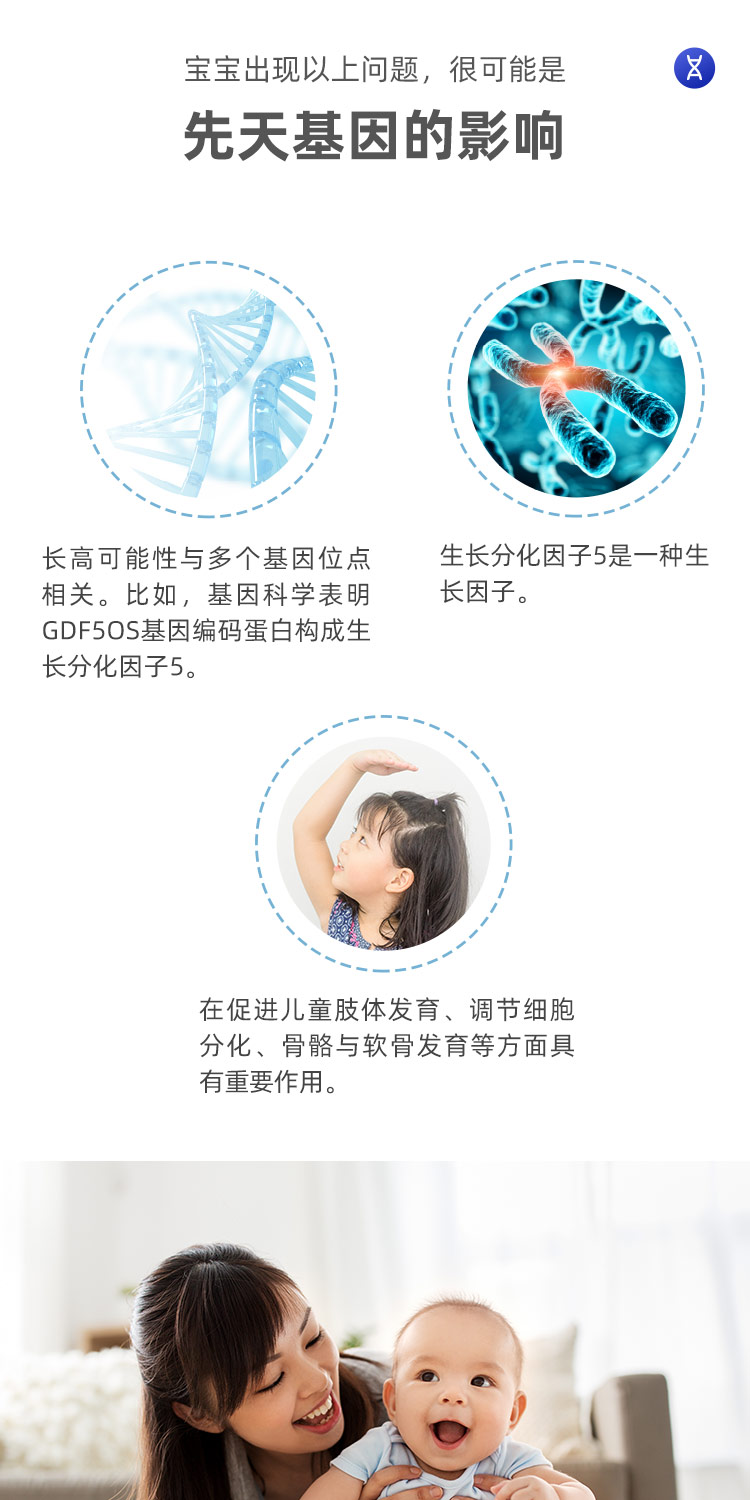 宝宝出现以上问题，很可能是
先天基因的影响
长高可能性与多个基因位点
相关。比如，基因科学表明
GDF5OS基因编码蛋白构成生
长分化因子5。
生长分化因子5是一种生
长因子。
在促进儿童肢体发育、调节细胞
分化、骨骼与软骨发育等方面具
有重要作用。